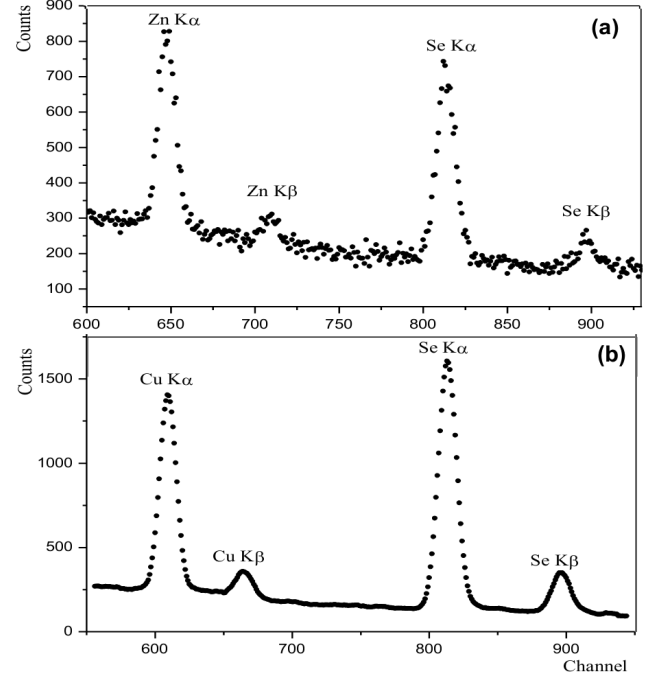 900
Counts
Zn Kα
(a)
Se Kα
800
700
600
500
400
Zn Kβ
Se Kβ
300
200
100
600 650 700 750 800 850 900
Se Kα
(b)
Counts
Cu Kα
1500
1000
Cu Kβ
Se Kβ
500
0
600 700 800 900
Channel